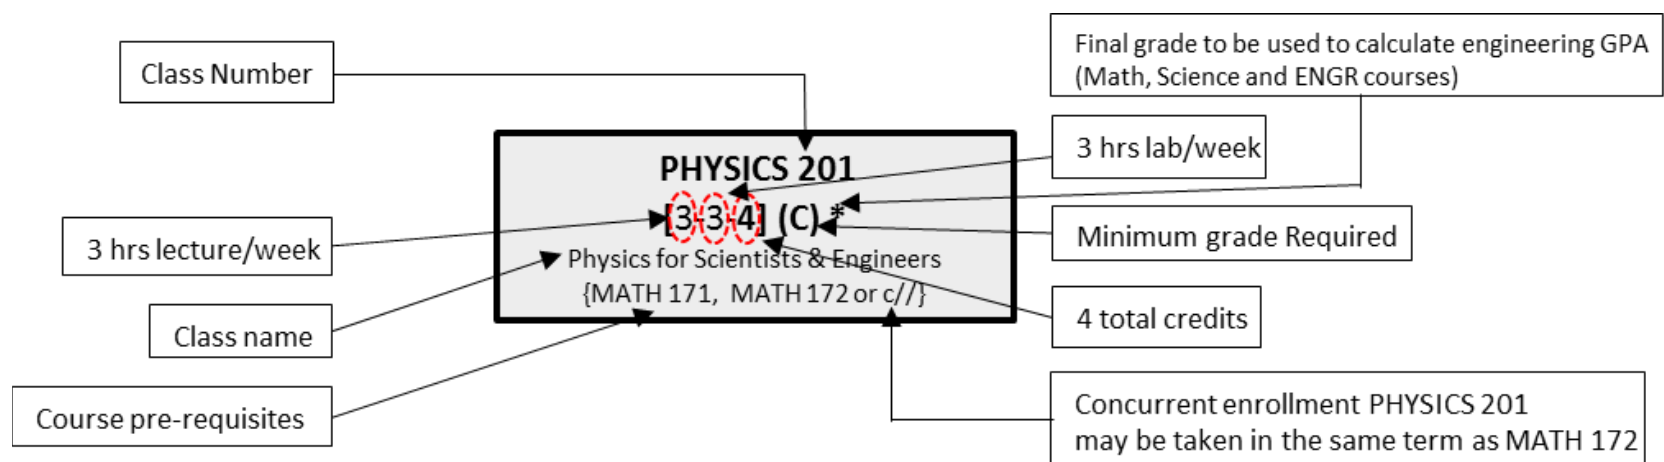 Final grade to be used to calculate engineering GPA
(Math, Science and ENGR courses)
Class Number
3 hrs lab/week
PHYSICS 201
[3-3-4] (C) *
3 hrs lecture/week
Minimum grade Required
Physics for Scientists & Engineers
{MATH 171, MATH 172 or c//}
Class name
4 total credits
Course pre-requisites
Concurrent enrollment PHYSICS 201
may be taken in the same term as MATH 172